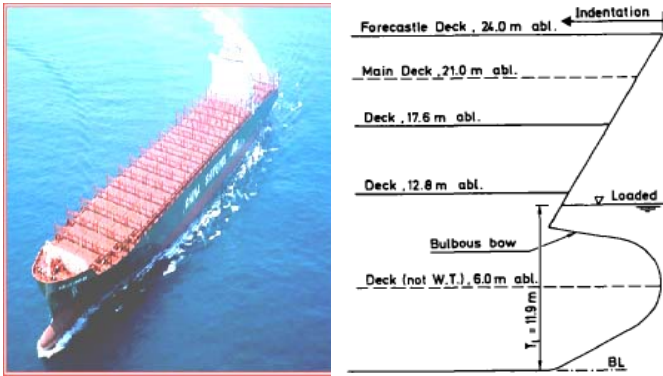 Indentation
Forecastle Deck , 24.0 m abl.
Main Deck , 21.0 m abl.
Deck , 17.6 m abl.
Deck , 12.8 m abl.
Loaded
Bulbous bow
Deck (not W.T.) , 6.0 m abl.
T_L = 11.9 m
BL